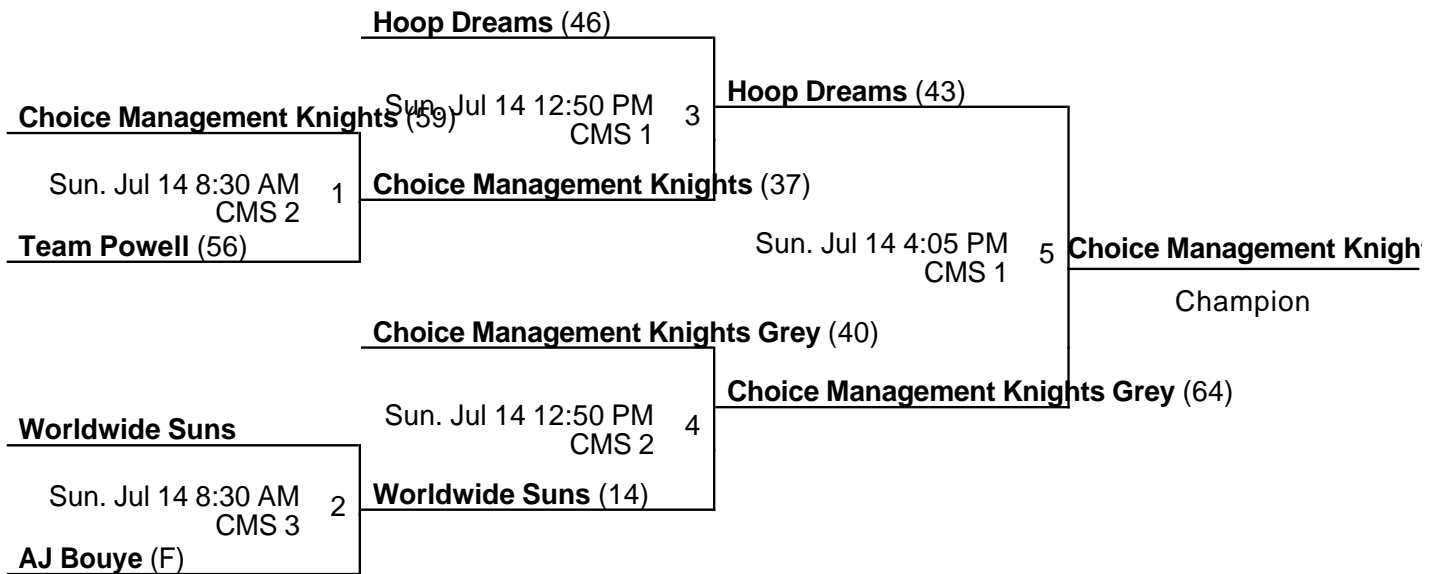 Hoop Dreams (46)
Sun. Jul 14 12:50 PM
3
CMS 1
Hoop Dreams (43)
Choice Management Knights (59)
Sun. Jul 14 8:30 AM
1
CMS 2
Choice Management Knights (37)
Team Powell (56)
Sun. Jul 14 4:05 PM
5
CMS 1
Choice Management Knigh
Champion
Choice Management Knights Grey (40)
Sun. Jul 14 12:50 PM
4
CMS 2
Choice Management Knights Grey (64)
Worldwide Suns
Sun. Jul 14 8:30 AM
2
CMS 3
Worldwide Suns (14)
AJ Bouye (F)